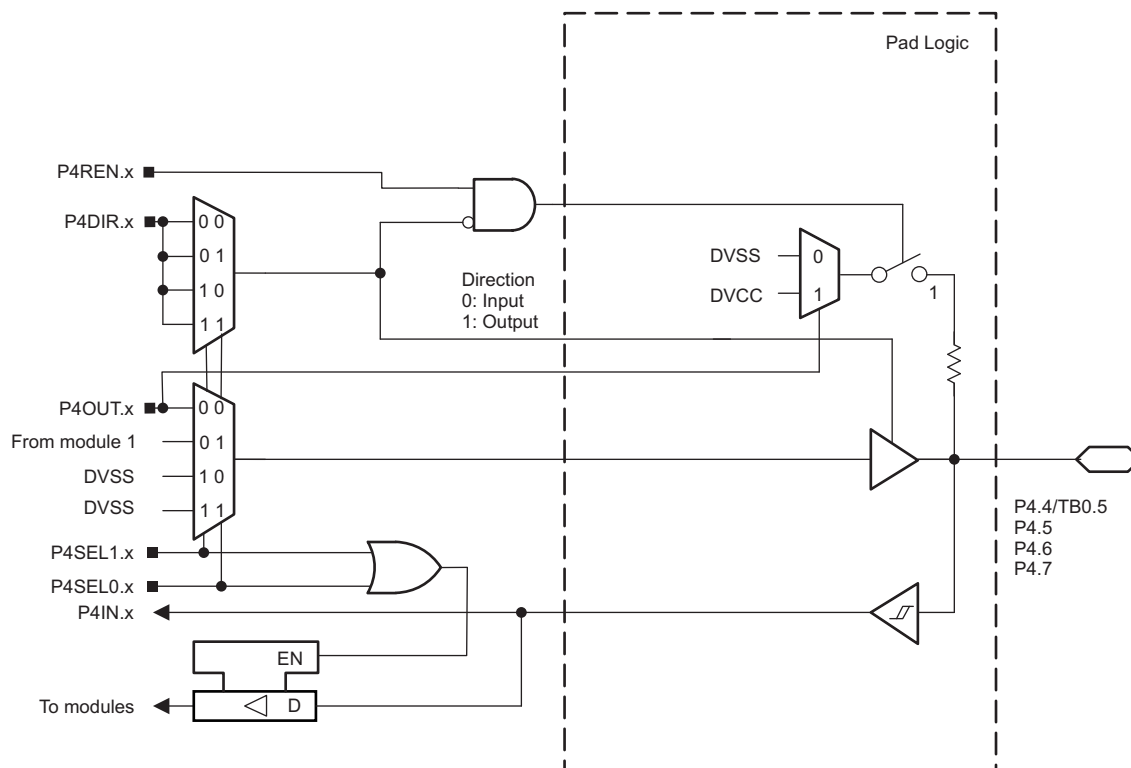 Pad Logic
P4REN.x
P4DIR.x
0 0
0 1
1 0
1 1
Direction
0: Input
1: Output
DVSS
0
DVCC
1
1
P4OUT.x
0 0
From module 1
0 1
DVSS
1 0
DVSS
1 1
P4.4/TB0.5
P4.5
P4.6
P4.7
P4SEL1.x
P4SEL0.x
P4IN.x
EN
To modules
D